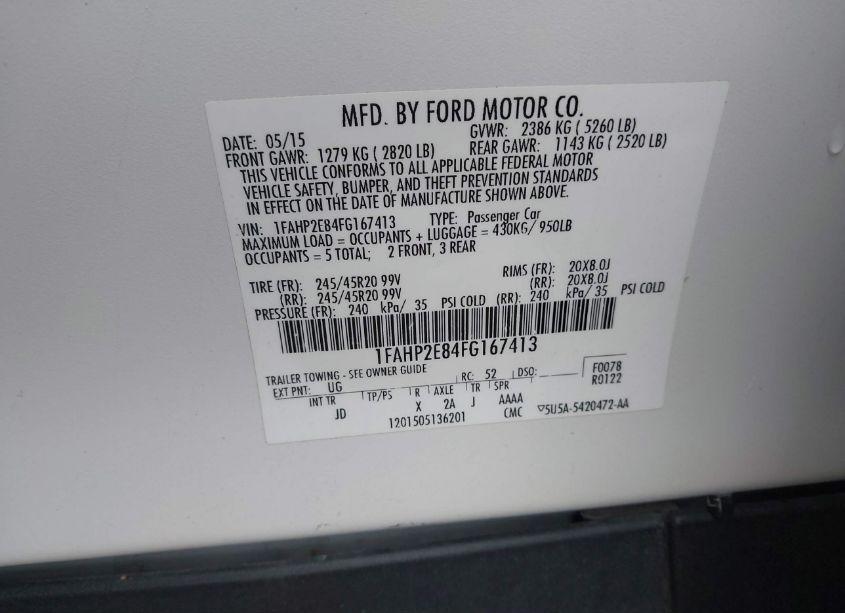 MFD. BY FORD MOTOR CO.
DATE: 05/15 GVWR: 2386 KG ( 5260 LB)
FRONT GAWR: 1279 KG ( 2820 LB) REAR GAWR: 1143 KG ( 2520 LB)
THIS VEHICLE CONFORMS TO ALL APPLICABLE FEDERAL MOTOR
VEHICLE SAFETY, BUMPER, AND THEFT PREVENTION STANDARDS
IN EFFECT ON THE DATE OF MANUFACTURE SHOWN ABOVE.
VIN: 1FAHP2E84FG167413 TYPE: Passenger Car
MAXIMUM LOAD = OCCUPANTS + LUGGAGE = 430KG/ 950LB
OCCUPANTS = 5 TOTAL; 2 FRONT, 3 REAR
TIRE (FR): 245/45R20 99V RIMS (FR): 20X8.0J
(RR): 245/45R20 99V (RR): 20X8.0J
PRESSURE (FR): 240 kPa/ 35 PSI COLD (RR): 240 kPa/ 35 PSI COLD
1FAHP2E84FG167413
TRAILER TOWING - SEE OWNER GUIDE
EXT PNT: UG RC: 52 DSO: F0078
R0122
INT TR TP/PS R AXLE TR SPR
JD X 2A J AAAA
1201505136201 CMC ▽5U5A-5420472-AA